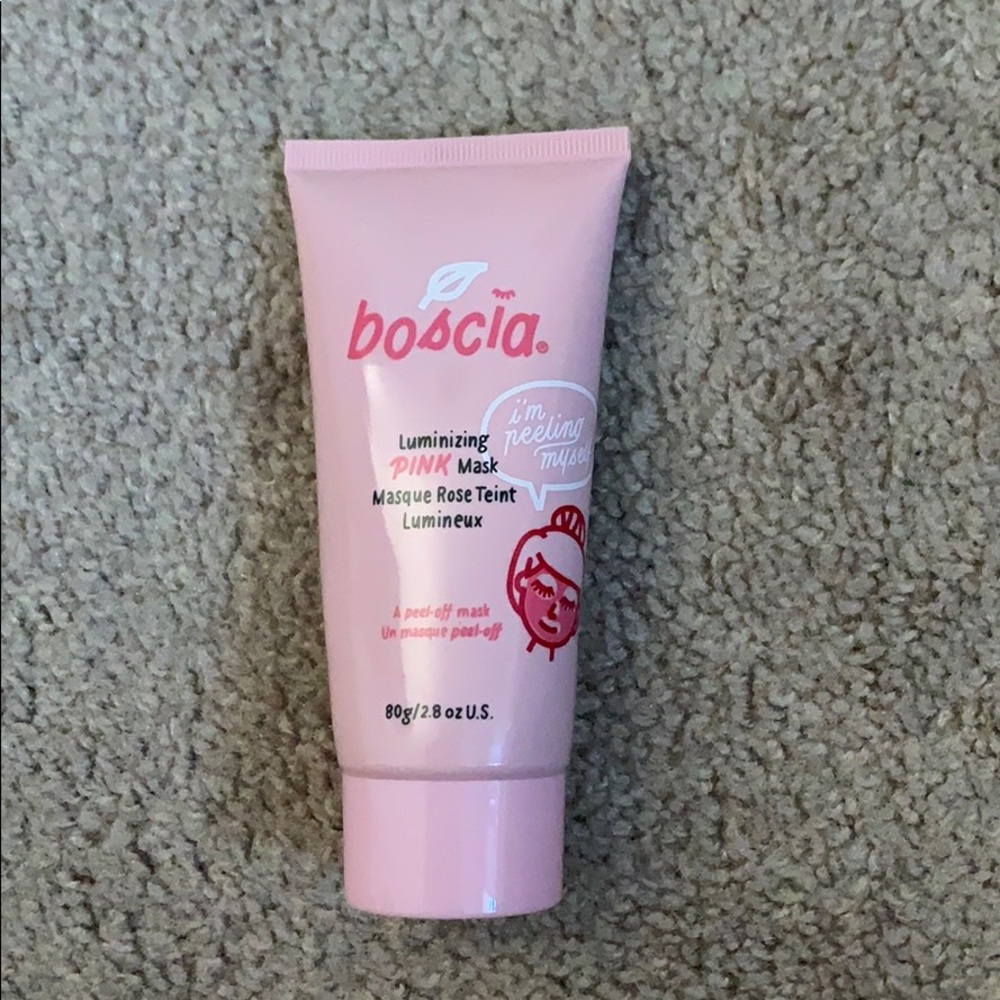 boscia®
i'm
peeling
myself
Luminizing
PINK Mask
Masque Rose Teint
Lumineux
A peel-off mask
Un masque peel-off
80g/2.8 oz U.S.